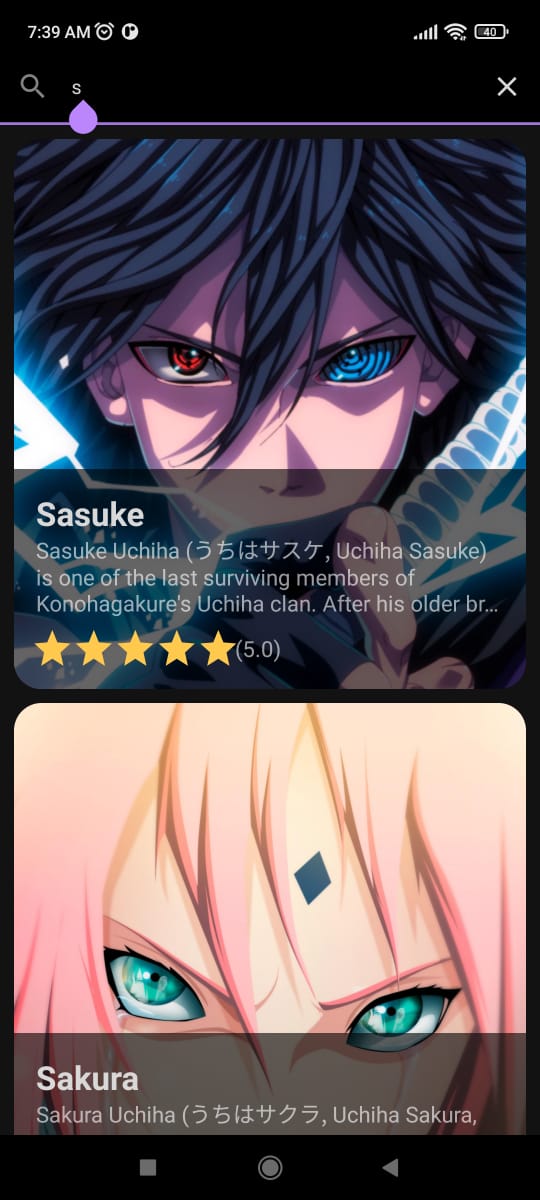 7:39 AM
40
s
Sasuke
Sasuke Uchiha (うちはサスケ, Uchiha Sasuke)
is one of the last surviving members of
Konohagakure's Uchiha clan. After his older br…
(5.0)
Sakura
Sakura Uchiha (うちはサクラ, Uchiha Sakura,